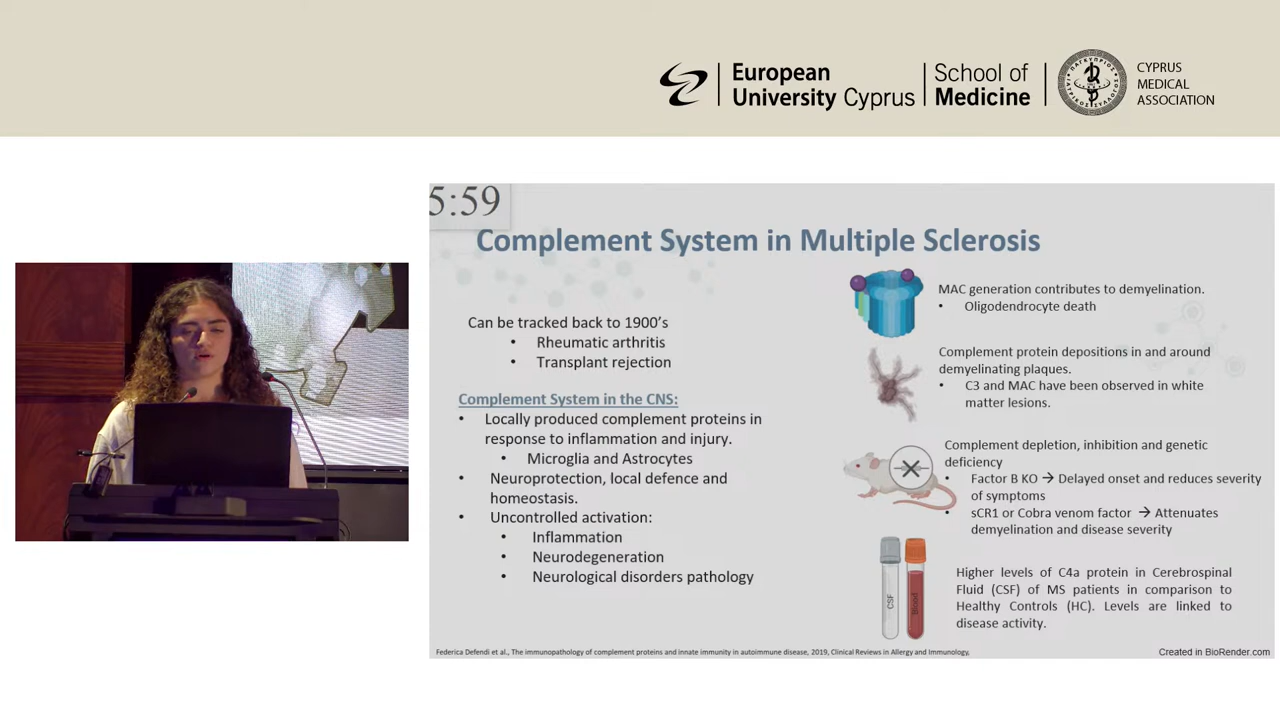 European
University Cyprus
School of
Medicine
ΠΑΓΚΥΠΡΙΟΣ
ΙΑΤΡΙΚΟΣ ΣΥΛΛΟΓΟΣ
CYPRUS
MEDICAL
ASSOCIATION
5:59
Complement System in Multiple Sclerosis
Can be tracked back to 1900's
• Rheumatic arthritis
• Transplant rejection
Complement System in the CNS:
• Locally produced complement proteins in
response to inflammation and injury.
• Microglia and Astrocytes
• Neuroprotection, local defence and
homeostasis.
• Uncontrolled activation:
• Inflammation
• Neurodegeneration
• Neurological disorders pathology
MAC generation contributes to demyelination.
• Oligodendrocyte death
Complement protein depositions in and around
demyelinating plaques.
• C3 and MAC have been observed in white
matter lesions.
Complement depletion, inhibition and genetic
deficiency
• Factor B KO → Delayed onset and reduces severity
of symptoms
• sCR1 or Cobra venom factor → Attenuates
demyelination and disease severity
CSF
Blood
Higher levels of C4a protein in Cerebrospinal
Fluid (CSF) of MS patients in comparison to
Healthy Controls (HC). Levels are linked to
disease activity.
Federica Defendi et al., The immunopathology of complement proteins and innate immunity in autoimmune disease, 2019, Clinical Reviews in Allergy and Immunology,
Created in BioRender.com